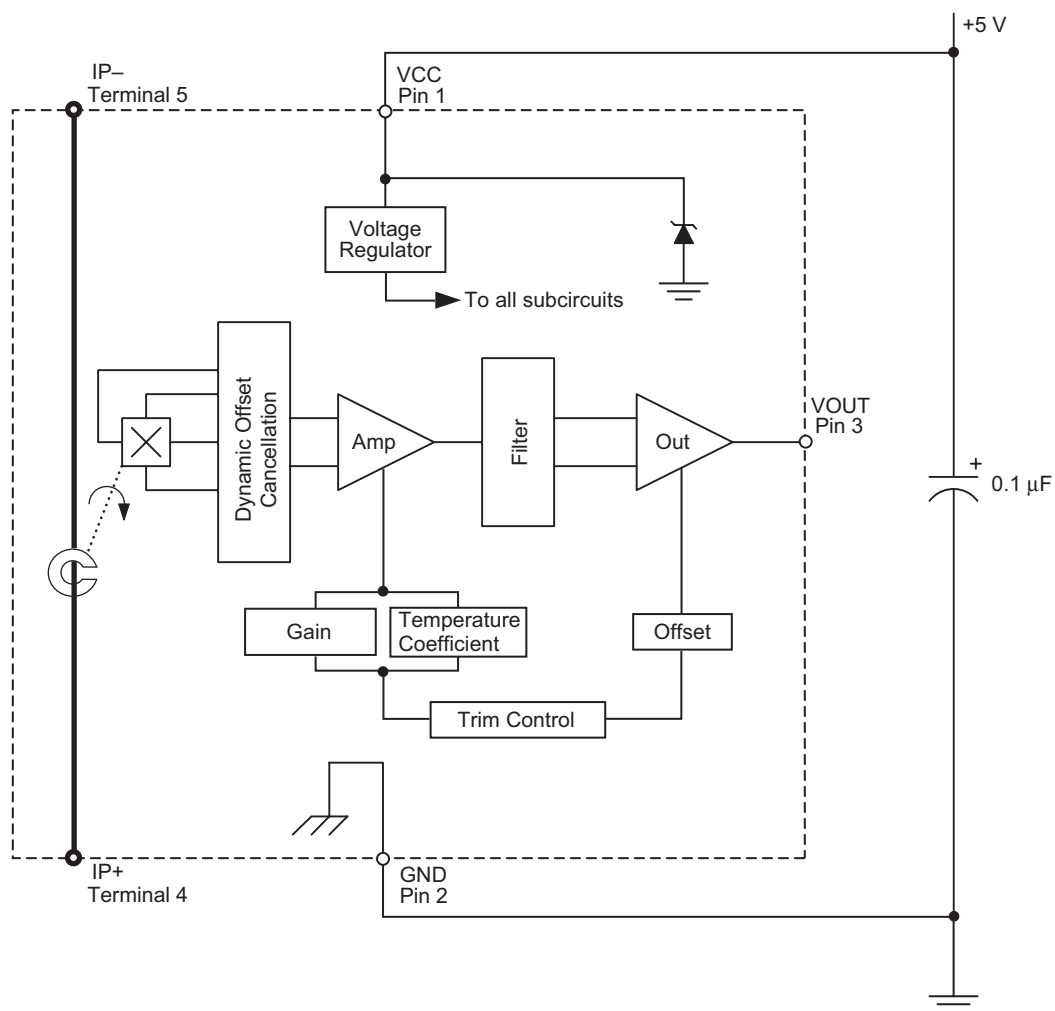 +5 V
IP–
Terminal 5
VCC
Pin 1
Voltage
Regulator
To all subcircuits
Dynamic Offset
Cancellation
Amp
Filter
Out
VOUT
Pin 3
+
0.1 µF
Gain
Temperature
Coefficient
Offset
Trim Control
IP+
Terminal 4
GND
Pin 2